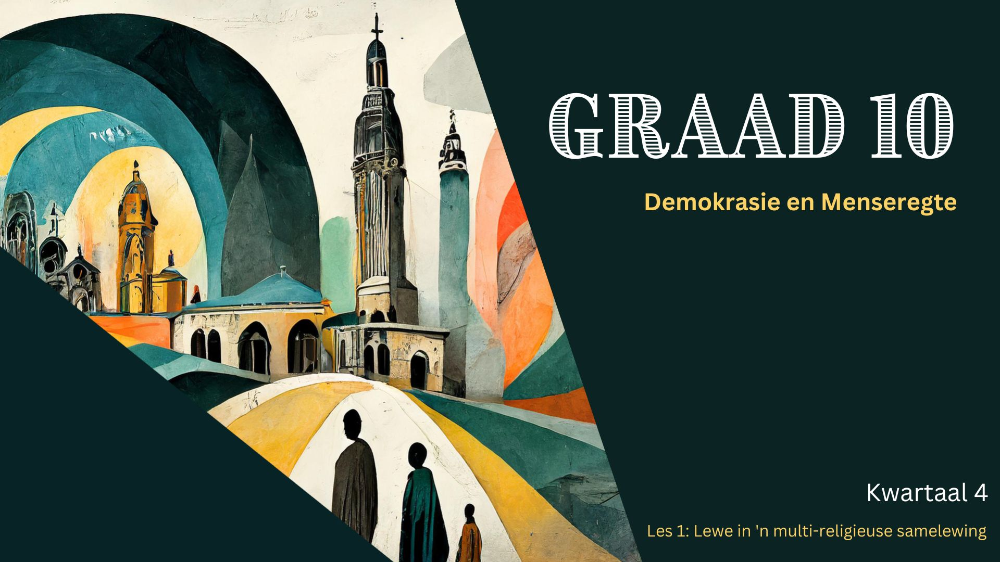 GRAAD 10
Demokrasie en Menseregte
Kwartaal 4
Les 1: Lewe in 'n multi-religieuse samelewing